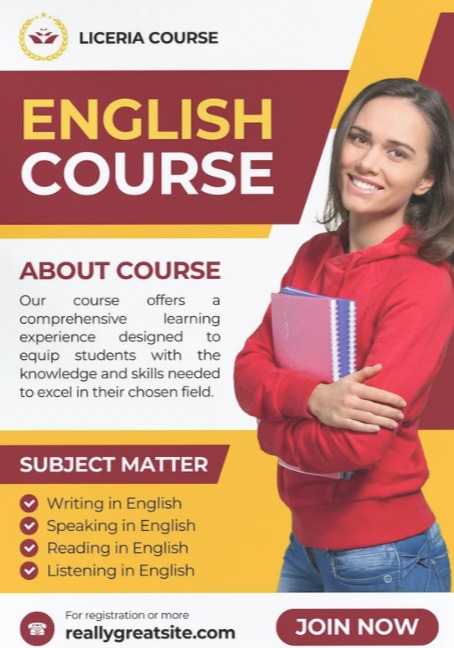 LICERIA COURSE
ENGLISH
COURSE
ABOUT COURSE
Our course offers a
comprehensive learning
experience designed to
equip students with the
knowledge and skills needed
to excel in their chosen field.
SUBJECT MATTER
Writing in English
Speaking in English
Reading in English
Listening in English
For registration or more
reallygreatsite.com
JOIN NOW